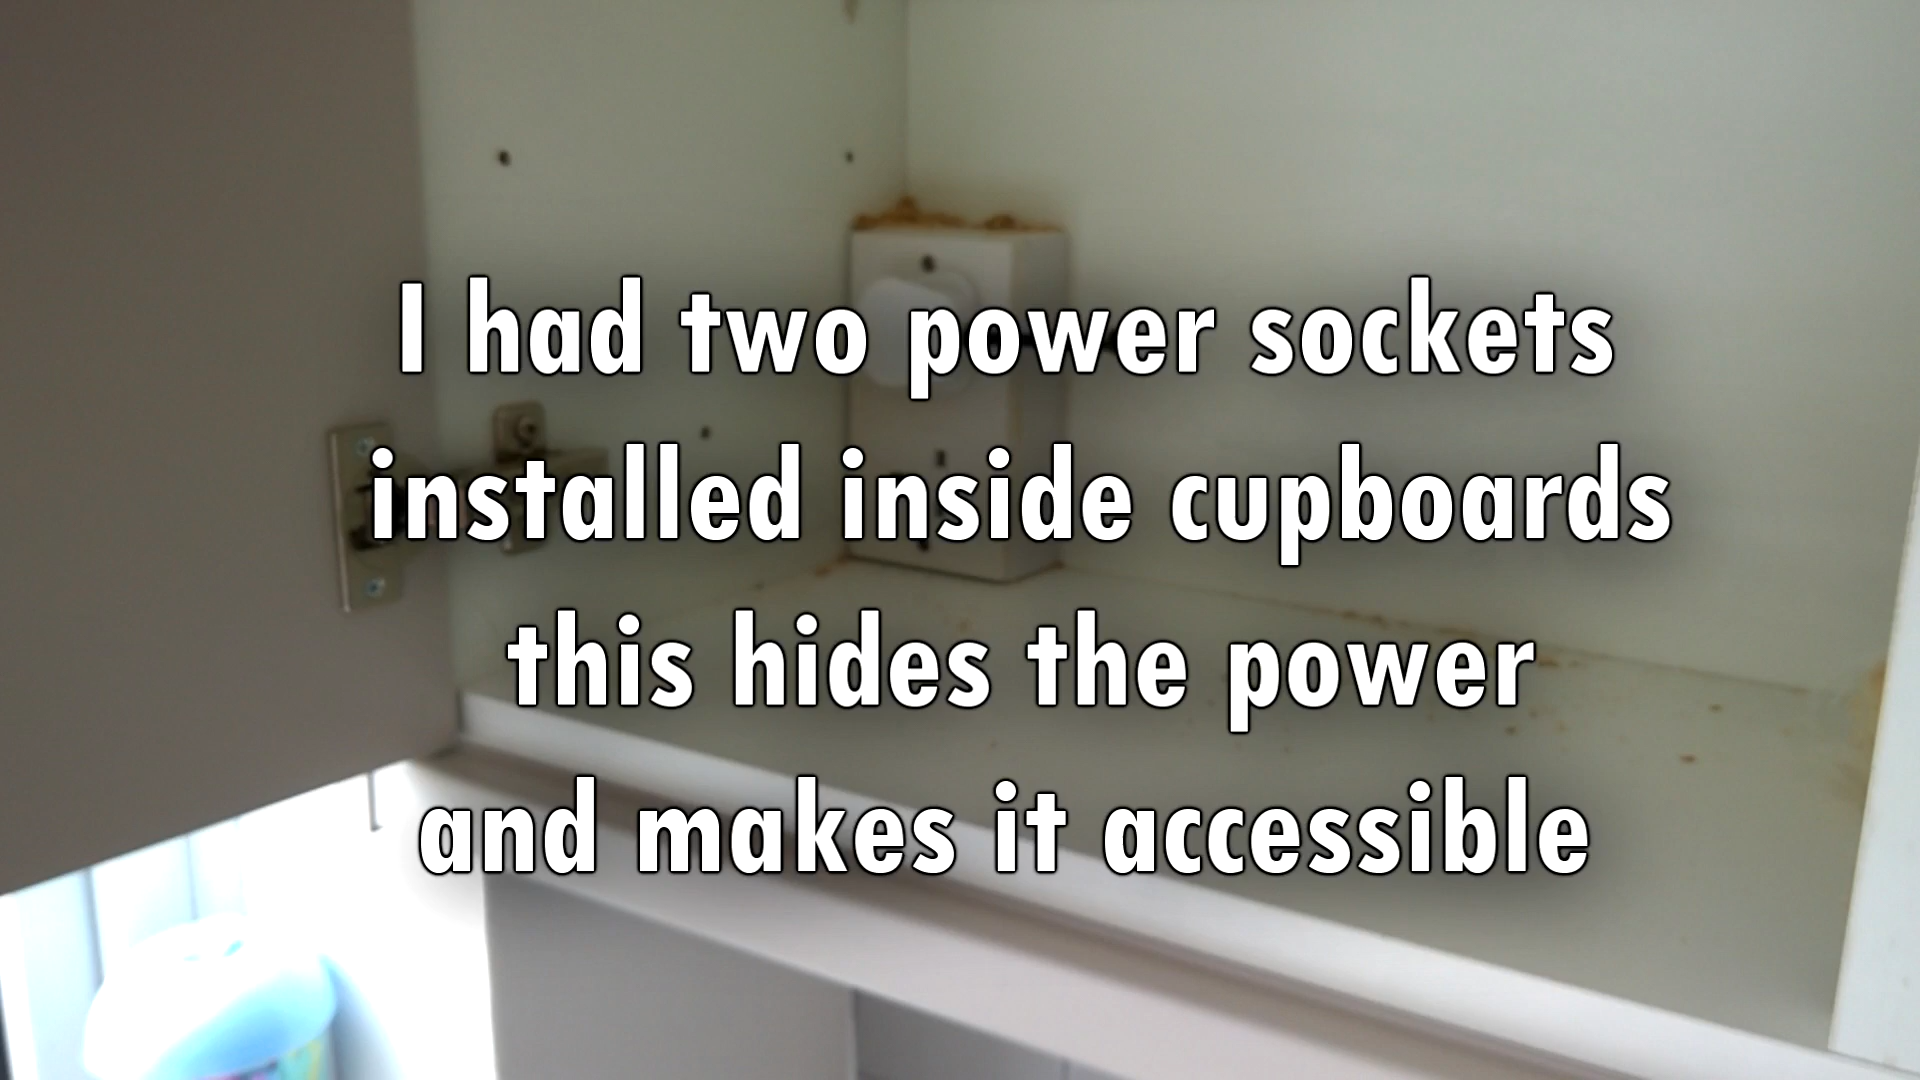 I had two power sockets
installed inside cupboards
this hides the power
and makes it accessible